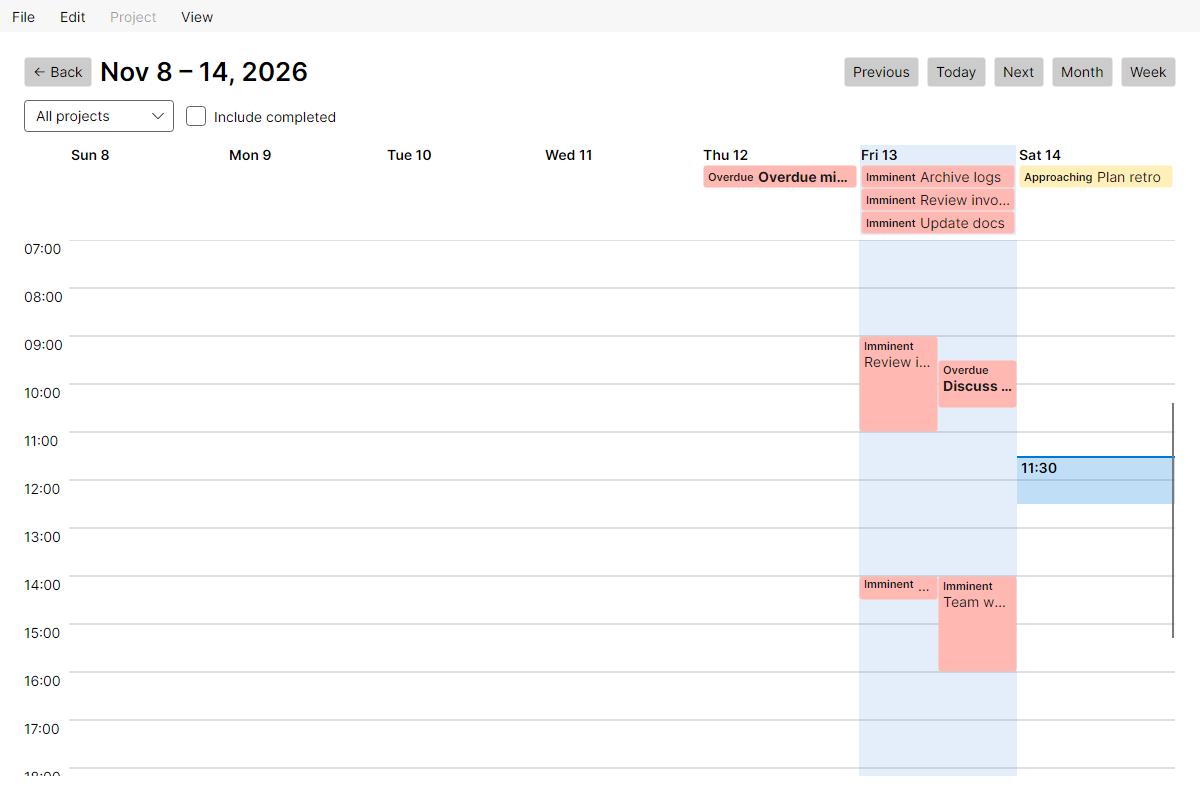 File Edit Project View
← Back Nov 8 – 14, 2026 Previous Today Next Month Week
All projects Include completed
Sun 8 Mon 9 Tue 10 Wed 11 Thu 12 Fri 13 Sat 14
Overdue Overdue mi... Imminent Archive logs Approaching Plan retro
Imminent Review invo...
Imminent Update docs
07:00
08:00
09:00
Imminent
Review i...
Overdue
Discuss ...
10:00
11:00
11:30
12:00
13:00
14:00
Imminent ...
Imminent
Team w...
15:00
16:00
17:00
18:00